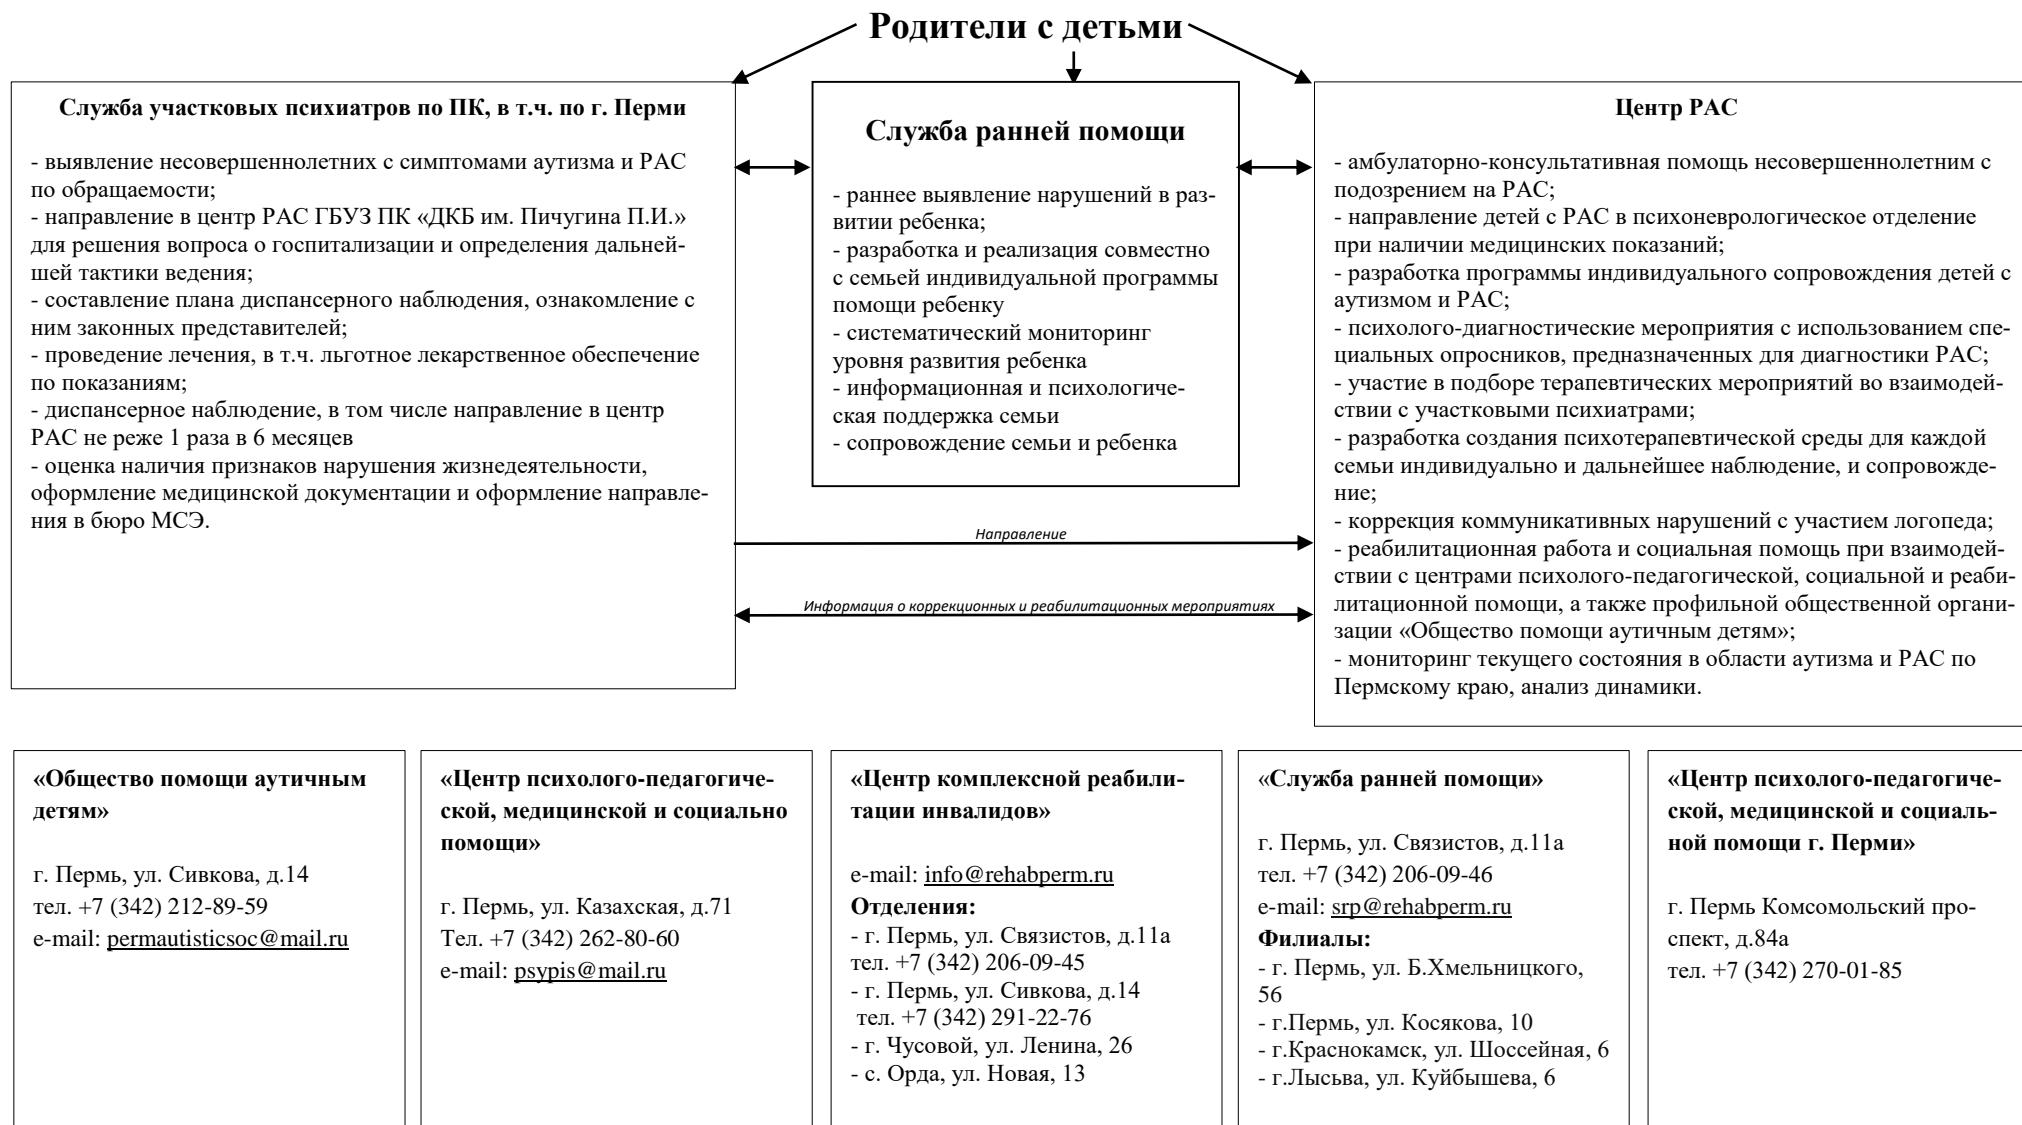 Родители с детьми
Служба участковых психиатров по ПК, в т.ч. по г. Перми
- выявление несовершеннолетних с симптомами аутизма и РАС
по обращаемости;
- направление в центр РАС ГБУЗ ПК «ДКБ им. Пичугина П.И.»
для решения вопроса о госпитализации и определения дальней-
шей тактики ведения;
- составление плана диспансерного наблюдения, ознакомление с
ним законных представителей;
- проведение лечения, в т.ч. льготное лекарственное обеспечение
по показаниям;
- диспансерное наблюдение, в том числе направление в центр
РАС не реже 1 раза в 6 месяцев
- оценка наличия признаков нарушения жизнедеятельности,
оформление медицинской документации и оформление направле-
ния в бюро МСЭ.
Служба ранней помощи
- раннее выявление нарушений в раз-
витии ребенка;
- разработка и реализация совместно
с семьей индивидуальной программы
помощи ребенку
- систематический мониторинг
уровня развития ребенка
- информационная и психологиче-
ская поддержка семьи
- сопровождение семьи и ребенка
Направление
Информация о коррекционных и реабилитационных мероприятиях
Центр РАС
- амбулаторно-консультативная помощь несовершеннолетним с
подозрением на РАС;
- направление детей с РАС в психоневрологическое отделение
при наличии медицинских показаний;
- разработка программы индивидуального сопровождения детей с
аутизмом и РАС;
- психолого-диагностические мероприятия с использованием спе-
циальных опросников, предназначенных для диагностики РАС;
- участие в подборе терапевтических мероприятий во взаимодей-
ствии с участковыми психиатрами;
- разработка создания психотерапевтической среды для каждой
семьи индивидуально и дальнейшее наблюдение, и сопровожде-
ние;
- коррекция коммуникативных нарушений с участием логопеда;
- реабилитационная работа и социальная помощь при взаимодей-
ствии с центрами психолого-педагогической, социальной и реаби-
литационной помощи, а также профильной общественной органи-
зации «Общество помощи аутичным детям»;
- мониторинг текущего состояния в области аутизма и РАС по
Пермскому краю, анализ динамики.
«Общество помощи аутичным
детям»
г. Пермь, ул. Сивкова, д.14
тел. +7 (342) 212-89-59
e-mail: permautisticsoc@mail.ru
«Центр психолого-педагогиче-
ской, медицинской и социально
помощи»
г. Пермь, ул. Казахская, д.71
Тел. +7 (342) 262-80-60
e-mail: psypis@mail.ru
«Центр комплексной реабили-
тации инвалидов»
e-mail: info@rehabperm.ru
Отделения:
- г. Пермь, ул. Связистов, д.11а
тел. +7 (342) 206-09-45
- г. Пермь, ул. Сивкова, д.14
тел. +7 (342) 291-22-76
- г. Чусовой, ул. Ленина, 26
- с. Орда, ул. Новая, 13
«Служба ранней помощи»
г. Пермь, ул. Связистов, д.11а
тел. +7 (342) 206-09-46
e-mail: srp@rehabperm.ru
Филиалы:
- г. Пермь, ул. Б.Хмельницкого,
56
- г.Пермь, ул. Косякова, 10
- г.Краснокамск, ул. Шоссейная, 6
- г.Лысьва, ул. Куйбышева, 6
«Центр психолого-педагогиче-
ской, медицинской и социаль-
ной помощи г. Перми»
г. Пермь Комсомольский про-
спект, д.84а
тел. +7 (342) 270-01-85